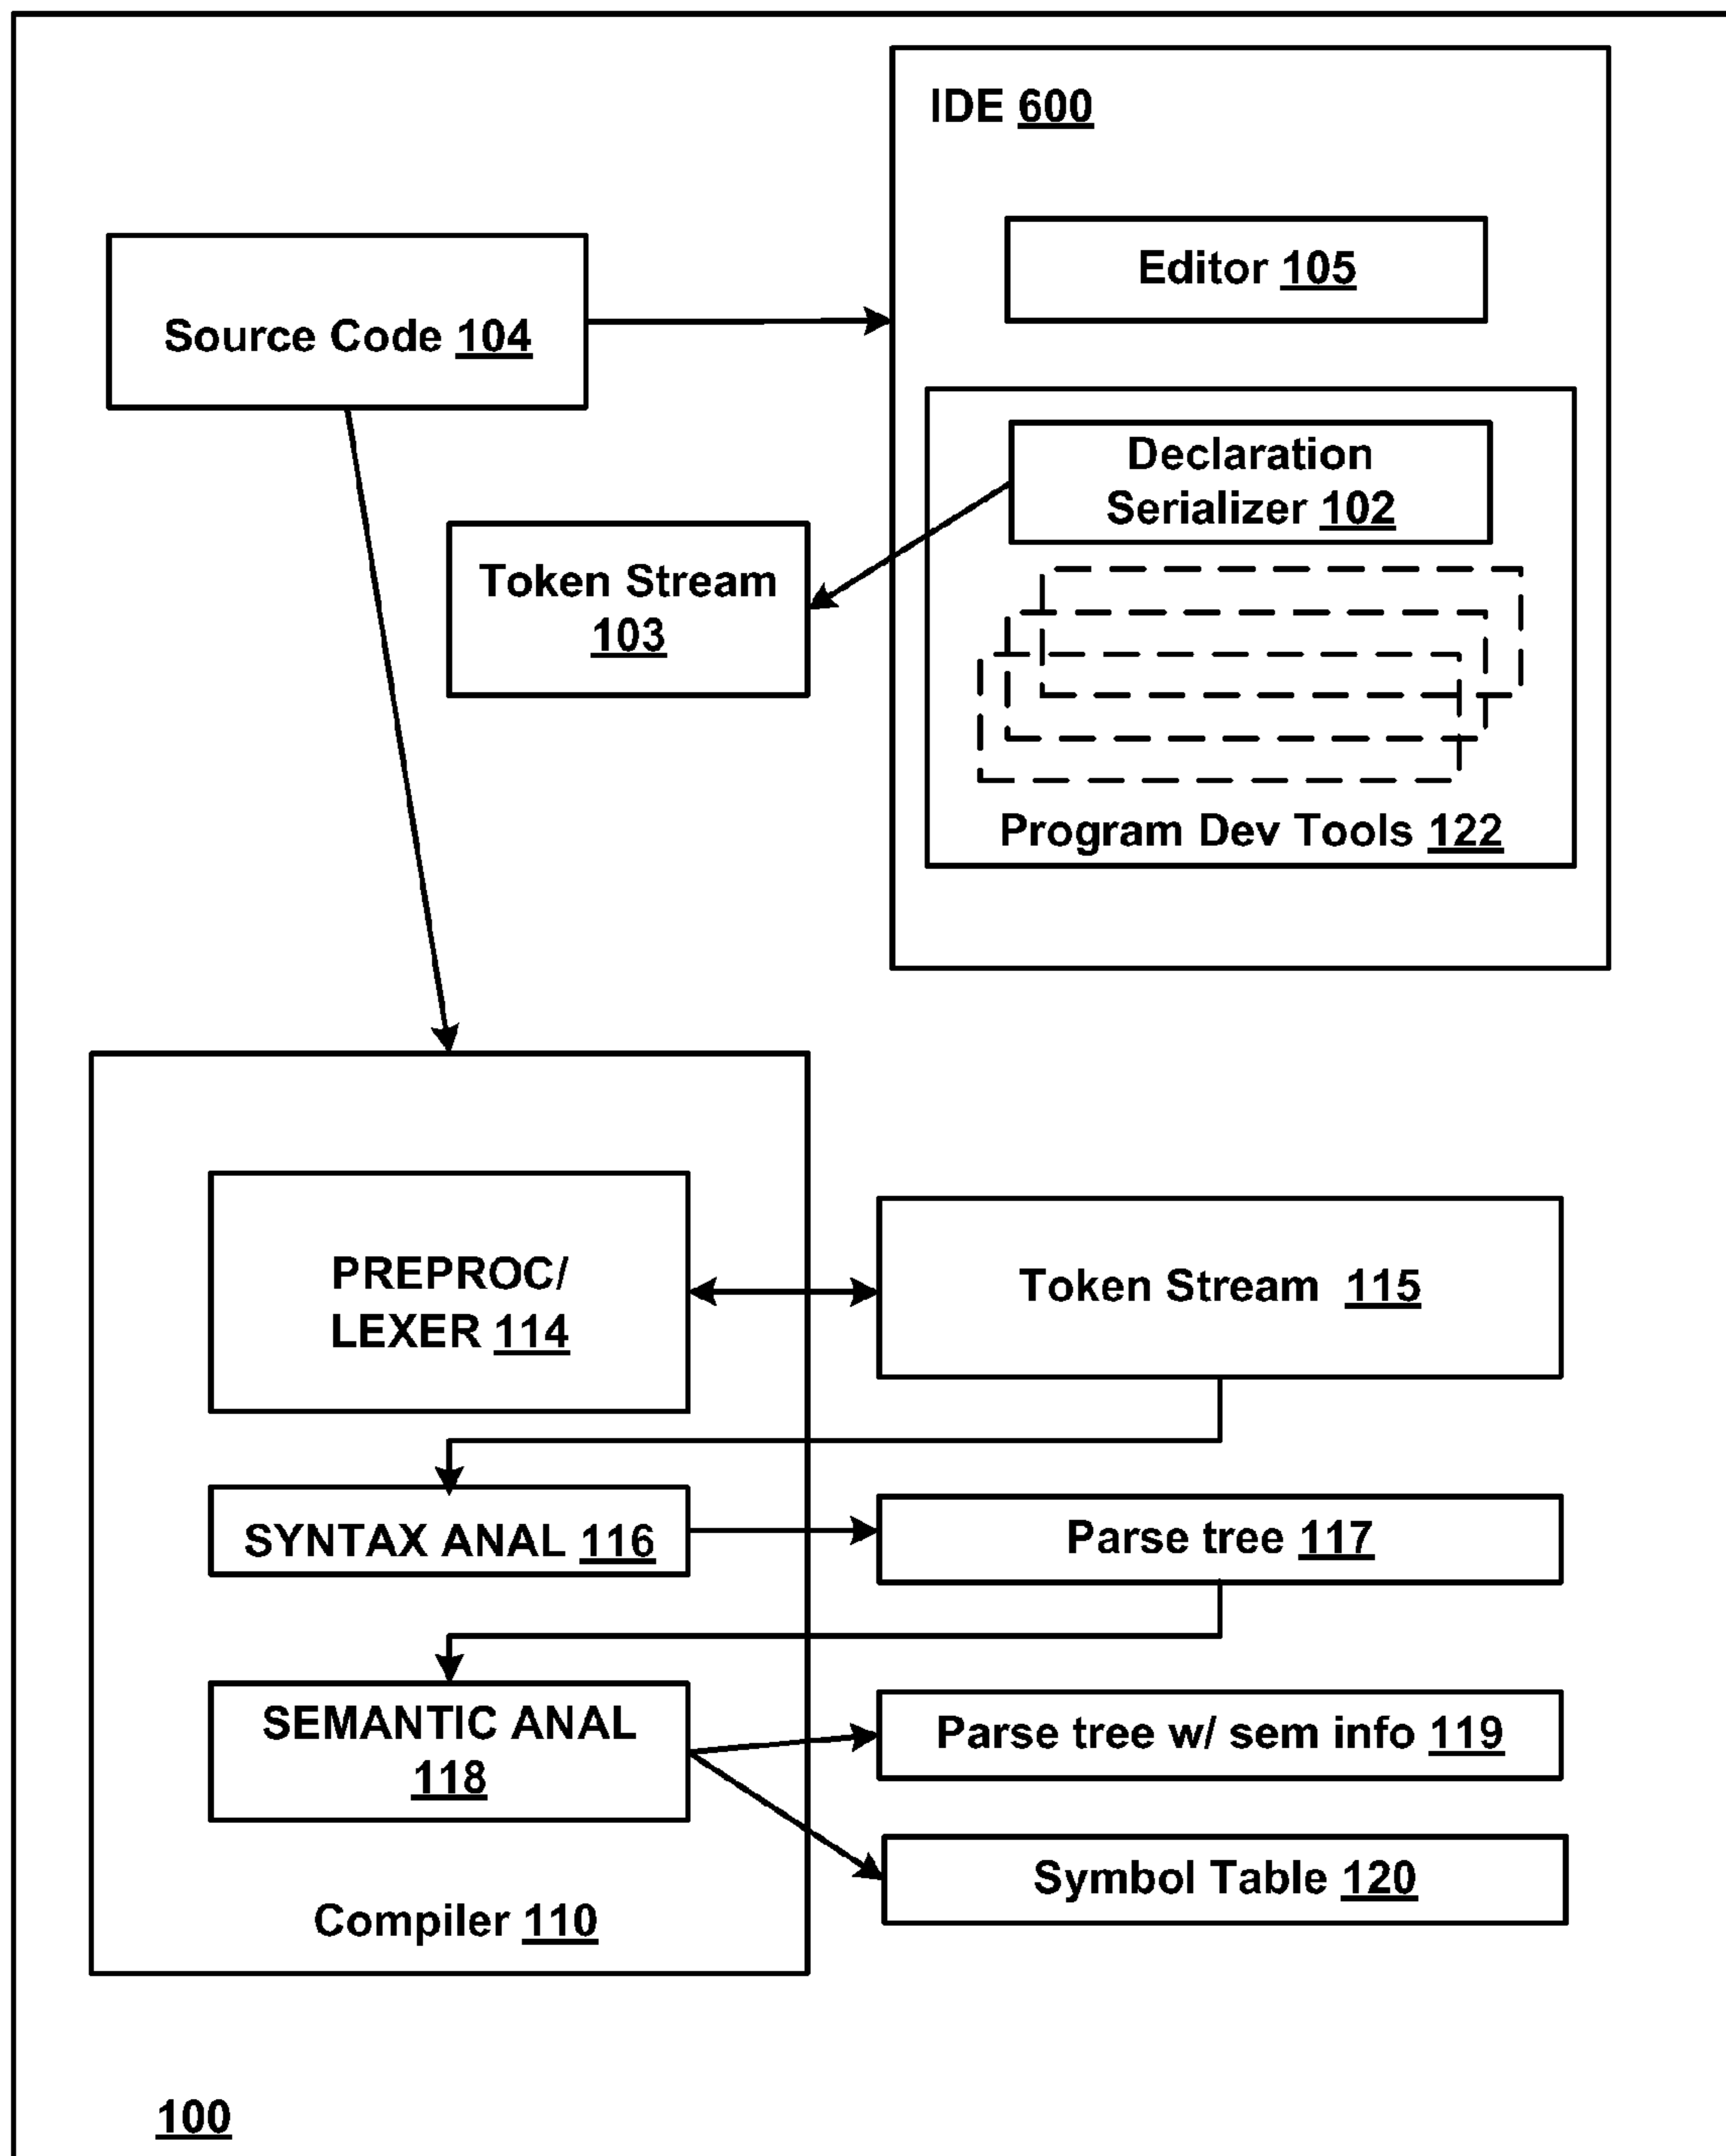 IDE 600
Editor 105
Source Code 104
Declaration
Serializer 102
Token Stream
103
Program Dev Tools 122
PREPROC/
LEXER 114
Token Stream 115
SYNTAX ANAL 116
Parse tree 117
SEMANTIC ANAL
118
Parse tree w/ sem info 119
Symbol Table 120
Compiler 110
100